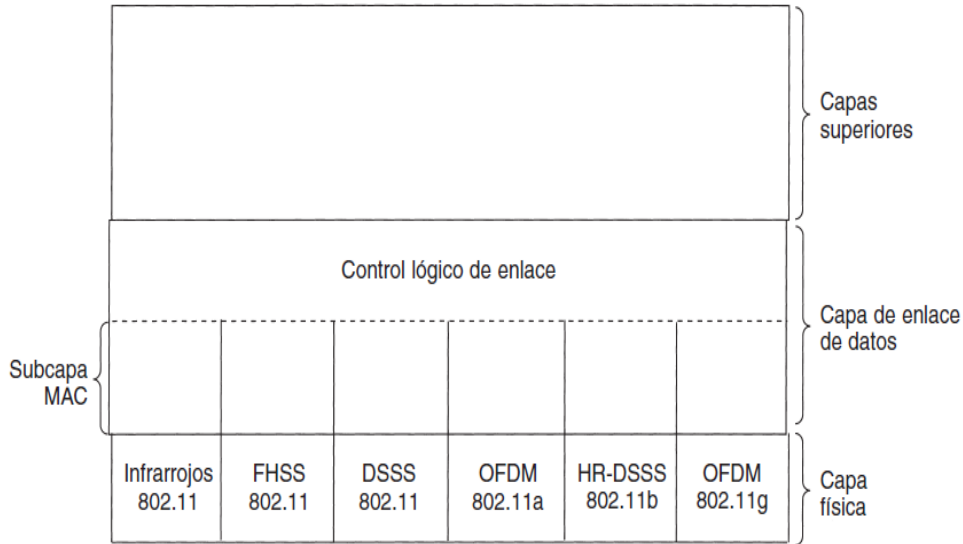 Capas
superiores
Control lógico de enlace
Capa de enlace
de datos
Subcapa
MAC
Infrarrojos
802.11
FHSS
802.11
DSSS
802.11
OFDM
802.11a
HR-DSSS
802.11b
OFDM
802.11g
Capa
física